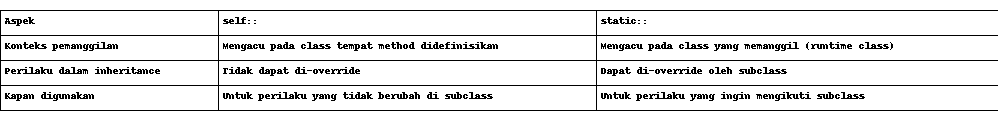 Aspek self:: static::
Konteks pemanggilan Mengacu pada class tempat method didefinisikan Mengacu pada class yang memanggil (runtime class)
Perilaku dalam inheritance Tidak dapat di-override Dapat di-override oleh subclass
Kapan digunakan Untuk perilaku yang tidak berubah di subclass Untuk perilaku yang ingin mengikuti subclass